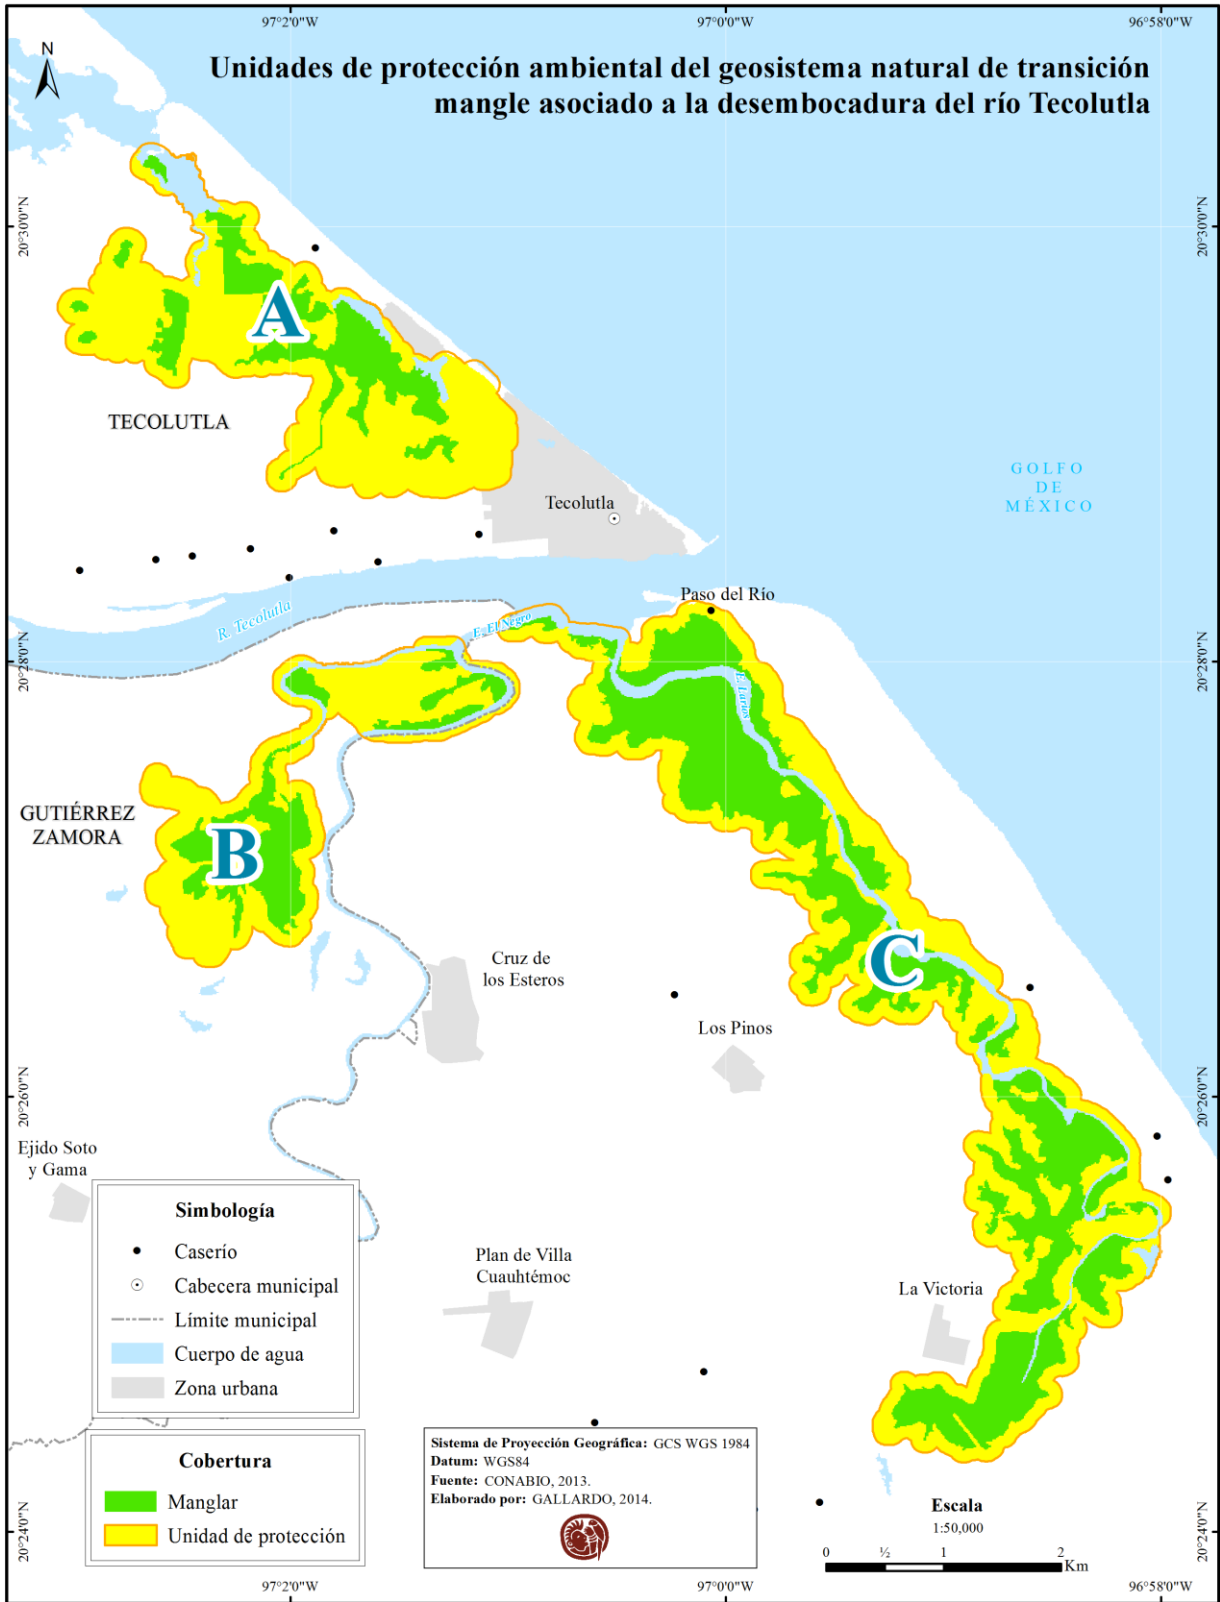 97°2'0"W
97°0'0"W
96°58'0"W
N
Unidades de protección ambiental del geosistema natural de transición
mangle asociado a la desembocadura del río Tecolutla
20°30'0"N
20°30'0"N
A
TECOLUTLA
GOLFO
DE
MÉXICO
Tecolutla
Paso del Río
R. Tecolutla
E. El Negro
20°28'0"N
20°28'0"N
E. Larios
GUTIÉRREZ
ZAMORA
B
C
Cruz de
los Esteros
Los Pinos
20°26'0"N
20°26'0"N
Ejido Soto
y Gama
Plan de Villa
Cuauhtémoc
La Victoria
Simbología
Caserío
Cabecera municipal
Límite municipal
Cuerpo de agua
Zona urbana
Cobertura
Manglar
Unidad de protección
Sistema de Proyección Geográfica: GCS WGS 1984
Datum: WGS84
Fuente: CONABIO, 2013.
Elaborado por: GALLARDO, 2014.
Escala
1:50,000
0 ½ 1 2
Km
20°24'0"N
20°24'0"N
97°2'0"W
97°0'0"W
96°58'0"W